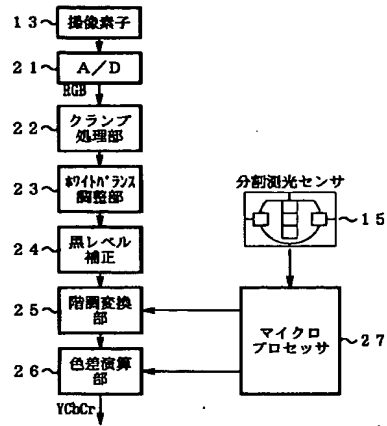 13
撮像素子
21
A/D
RGB
22
クランプ
処理部
23
ホワイトバランス
調整部
分割測光センサ
15
24
黒レベル
補正
25
階調変換
部
マイクロ
プロセッサ
27
26
色差演算
部
YCbCr